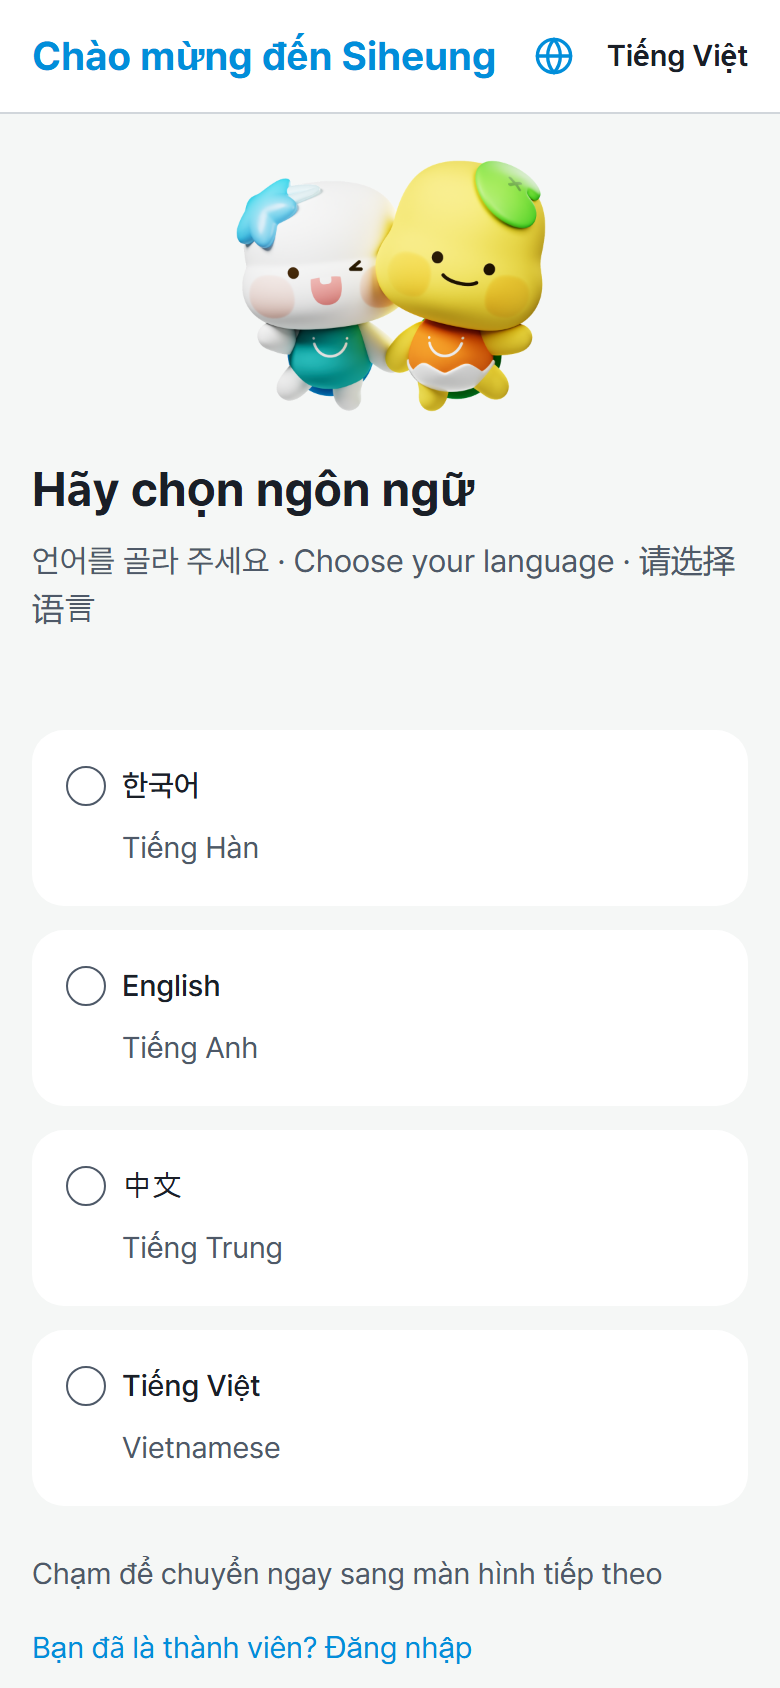 Chào mừng đến Siheung
Tiếng Việt
Hãy chọn ngôn ngữ
언어를 골라 주세요 · Choose your language · 请选择
语言
한국어
Tiếng Hàn
English
Tiếng Anh
中文
Tiếng Trung
Tiếng Việt
Vietnamese
Chạm để chuyển ngay sang màn hình tiếp theo
Bạn đã là thành viên? Đăng nhập